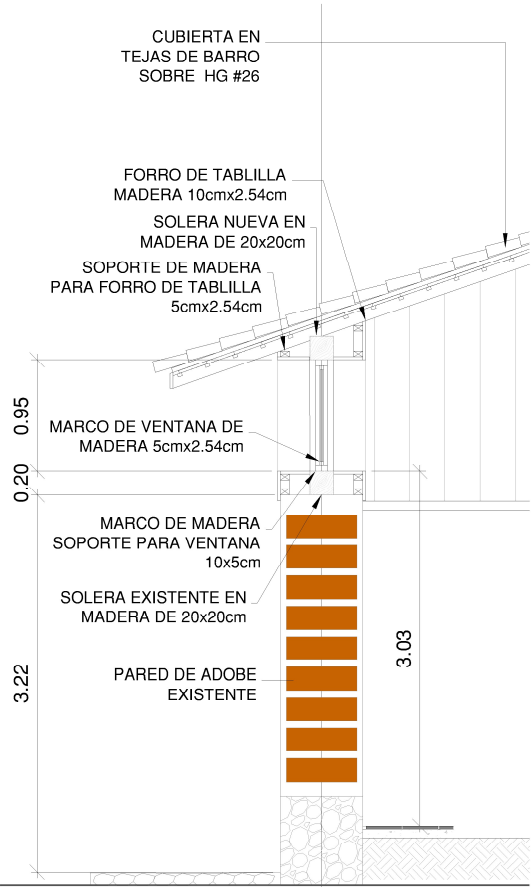 CUBIERTA EN
TEJAS DE BARRO
SOBRE HG #26
FORRO DE TABLILLA
MADERA 10cmx2.54cm
SOLERA NUEVA EN
MADERA DE 20x20cm
SOPORTE DE MADERA
PARA FORRO DE TABLILLA
5cmx2.54cm
0.95
MARCO DE VENTANA DE
MADERA 5cmx2.54cm
0.20
MARCO DE MADERA
SOPORTE PARA VENTANA
10x5cm
SOLERA EXISTENTE EN
MADERA DE 20x20cm
3.03
PARED DE ADOBE
EXISTENTE
3.22